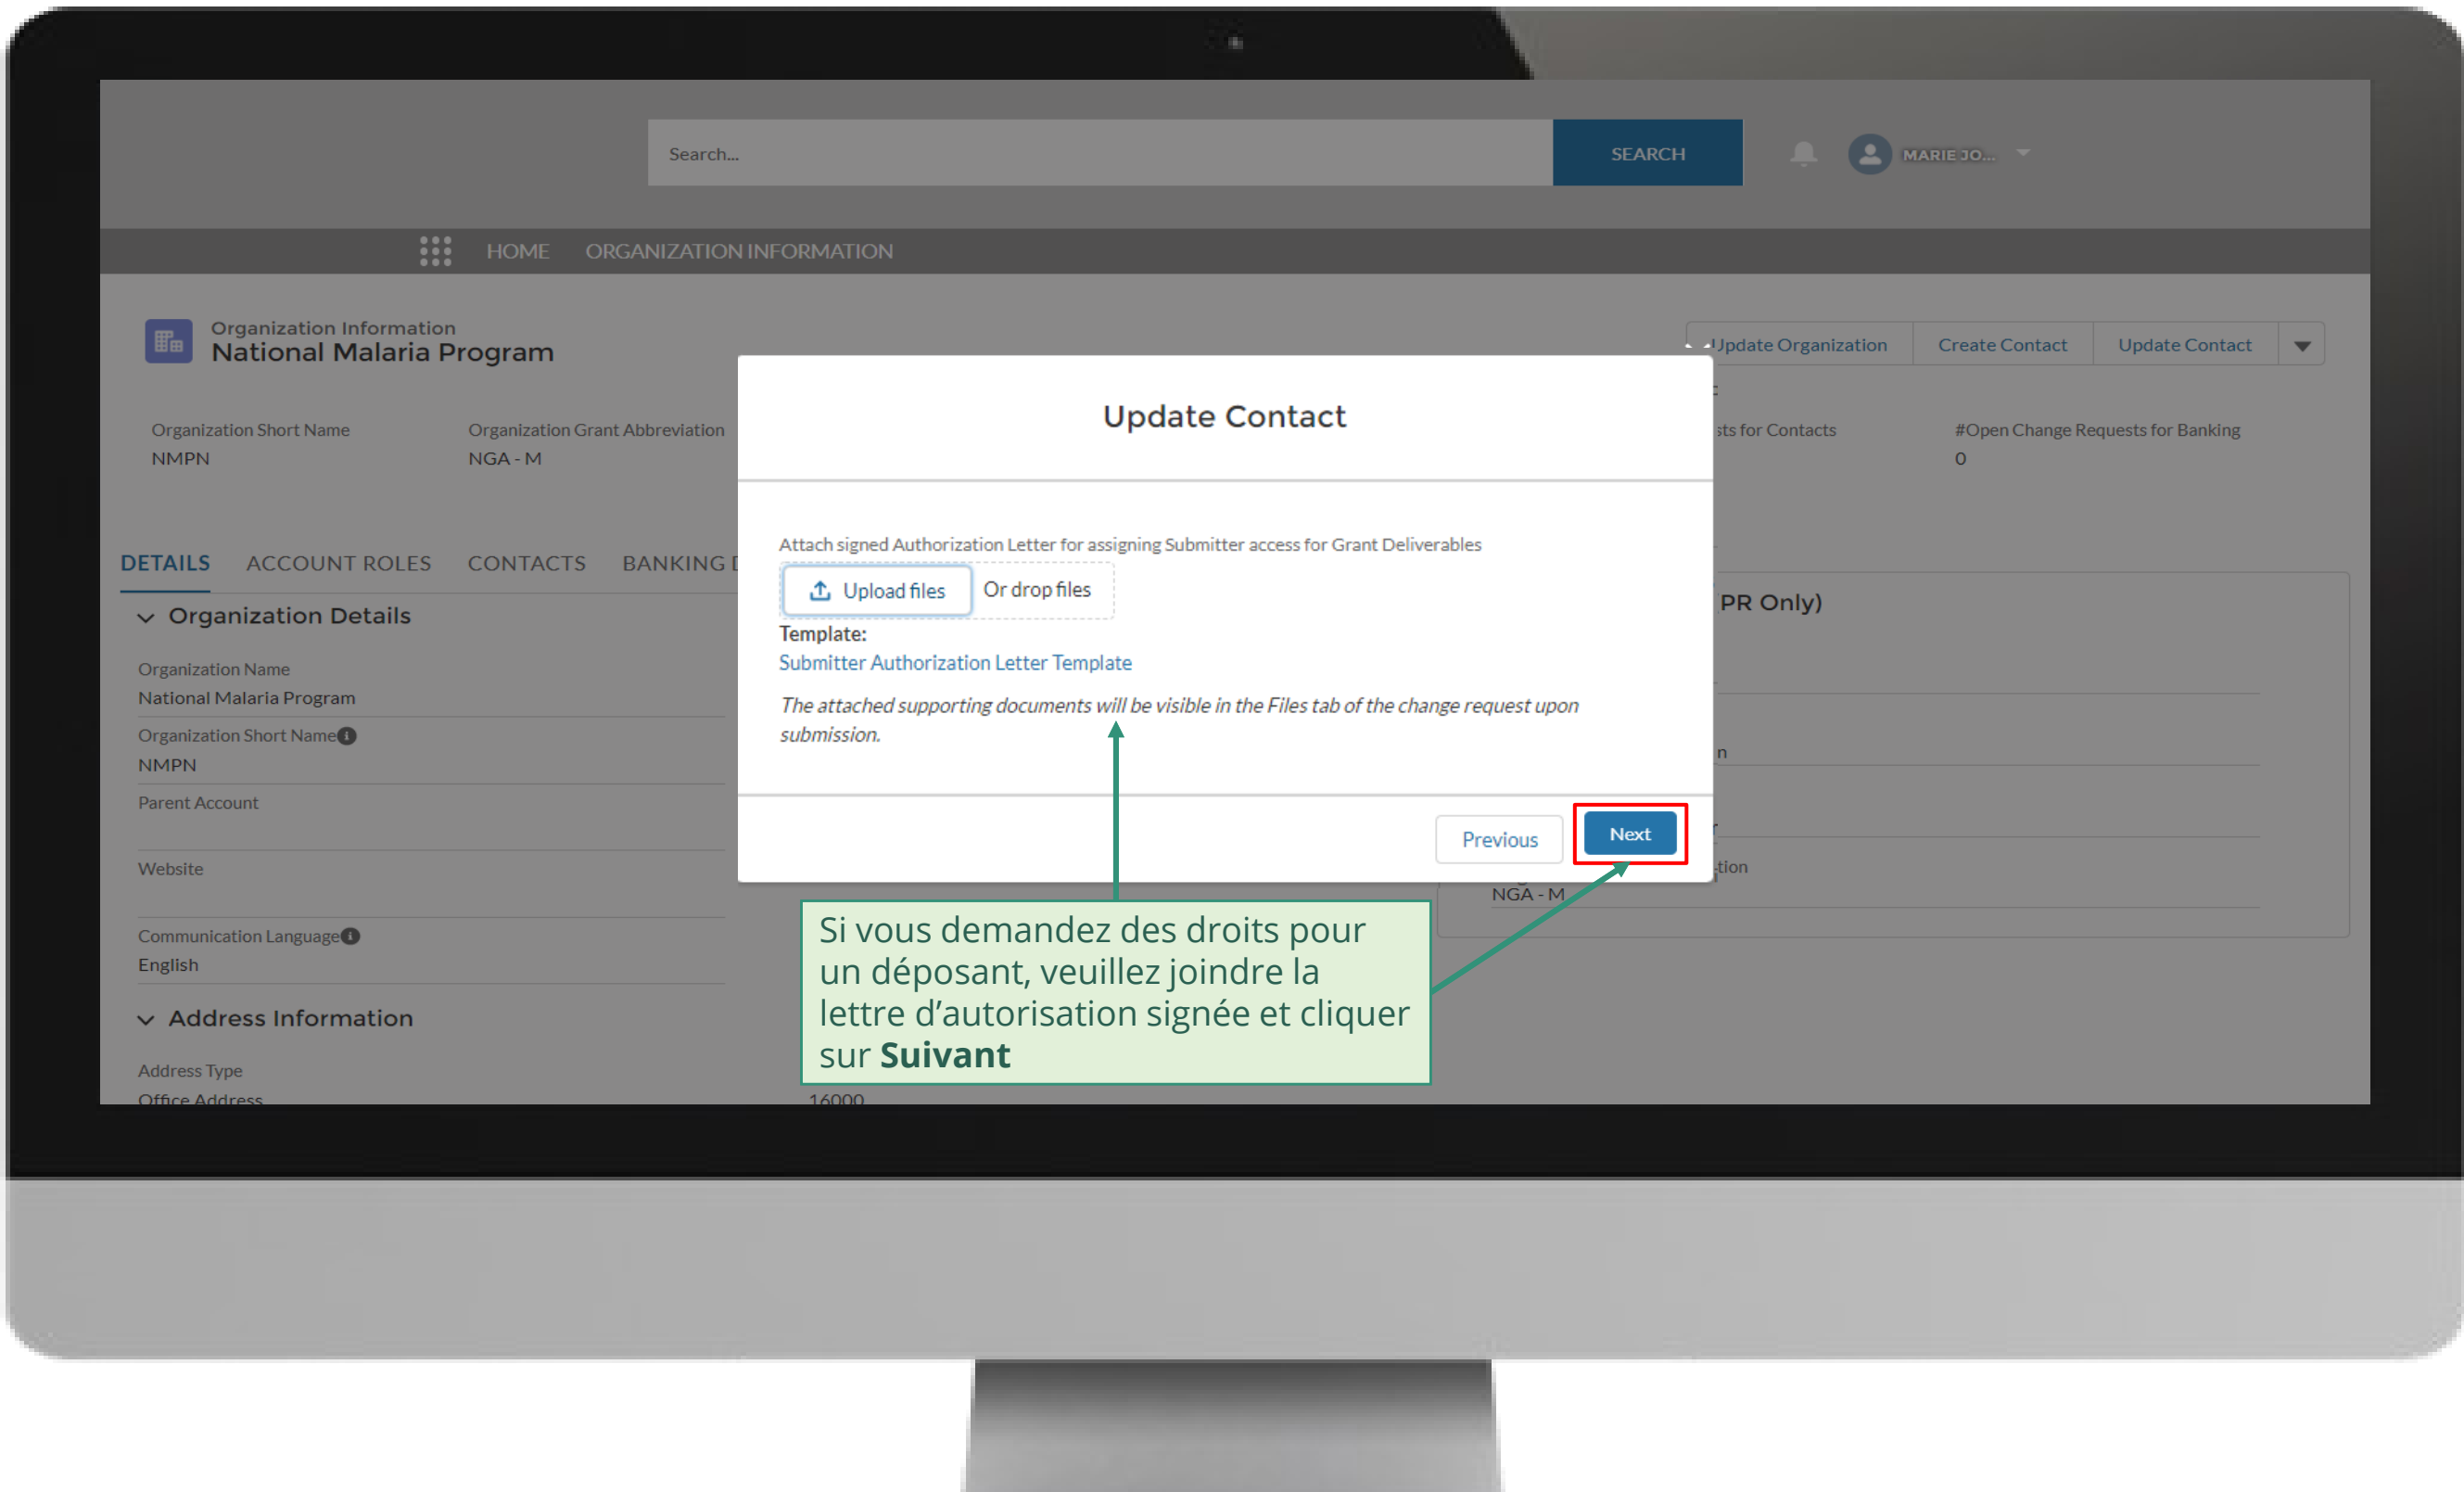 Search...
SEARCH
MARIE JO...
HOME ORGANIZATION INFORMATION
Organization Information
National Malaria Program
Update Organization Create Contact Update Contact
Organization Short Name
NMPN
Organization Grant Abbreviation
NGA - M
sts for Contacts
#Open Change Requests for Banking
0
DETAILS ACCOUNT ROLES CONTACTS BANKING
Organization Details
Organization Name
National Malaria Program
Organization Short Name
NMPN
Parent Account
Website
Communication Language
English
Address Information
Address Type
Office Address
16000
Update Contact
Attach signed Authorization Letter for assigning Submitter access for Grant Deliverables
Upload files Or drop files
Template:
Submitter Authorization Letter Template
The attached supporting documents will be visible in the Files tab of the change request upon
submission.
Previous Next
PR Only)
n
tion
NGA - M
Si vous demandez des droits pour
un déposant, veuillez joindre la
lettre d’autorisation signée et cliquer
sur Suivant